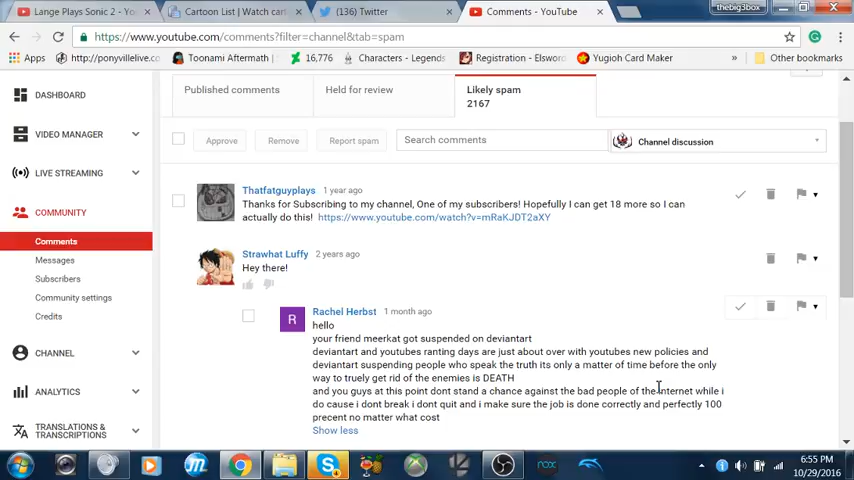 thebig3box
Lange Plays Sonic 2 - Yo
Cartoon List | Watch cart
(136) Twitter
Comments - YouTube
https://www.youtube.com/comments?filter=channel&tab=spam
Apps
http://ponyvillelive.co
Toonami Aftermath
16,776
Characters - Legends
Registration - Elsword
Yugioh Card Maker
»
Other bookmarks
DASHBOARD
VIDEO MANAGER
LIVE STREAMING
COMMUNITY
Comments
Messages
Subscribers
Community settings
Credits
CHANNEL
ANALYTICS
TRANSLATIONS &
TRANSCRIPTIONS
Published comments
Held for review
Likely spam
2167
Approve
Remove
Report spam
Search comments
Channel discussion
Thatfatguyplays 1 year ago
Thanks for Subscribing to my channel, One of my subscribers! Hopefully I can get 18 more so I can
actually do this! https://www.youtube.com/watch?v=mRaKJDT2aXY
Strawhat Luffy 2 years ago
Hey there!
R
Rachel Herbst 1 month ago
hello
your friend meerkat got suspended on deviantart
deviantart and youtubes ranting days are just about over with youtubes new policies and
deviantart suspending people who speak the truth its only a matter of time before the only
way to truely get rid of the enemies is DEATH
and you guys at this point dont stand a chance against the bad people of the internet while i
do cause i dont break i dont quit and i make sure the job is done correctly and perfectly 100
precent no matter what cost
Show less
6:55 PM
10/29/2016